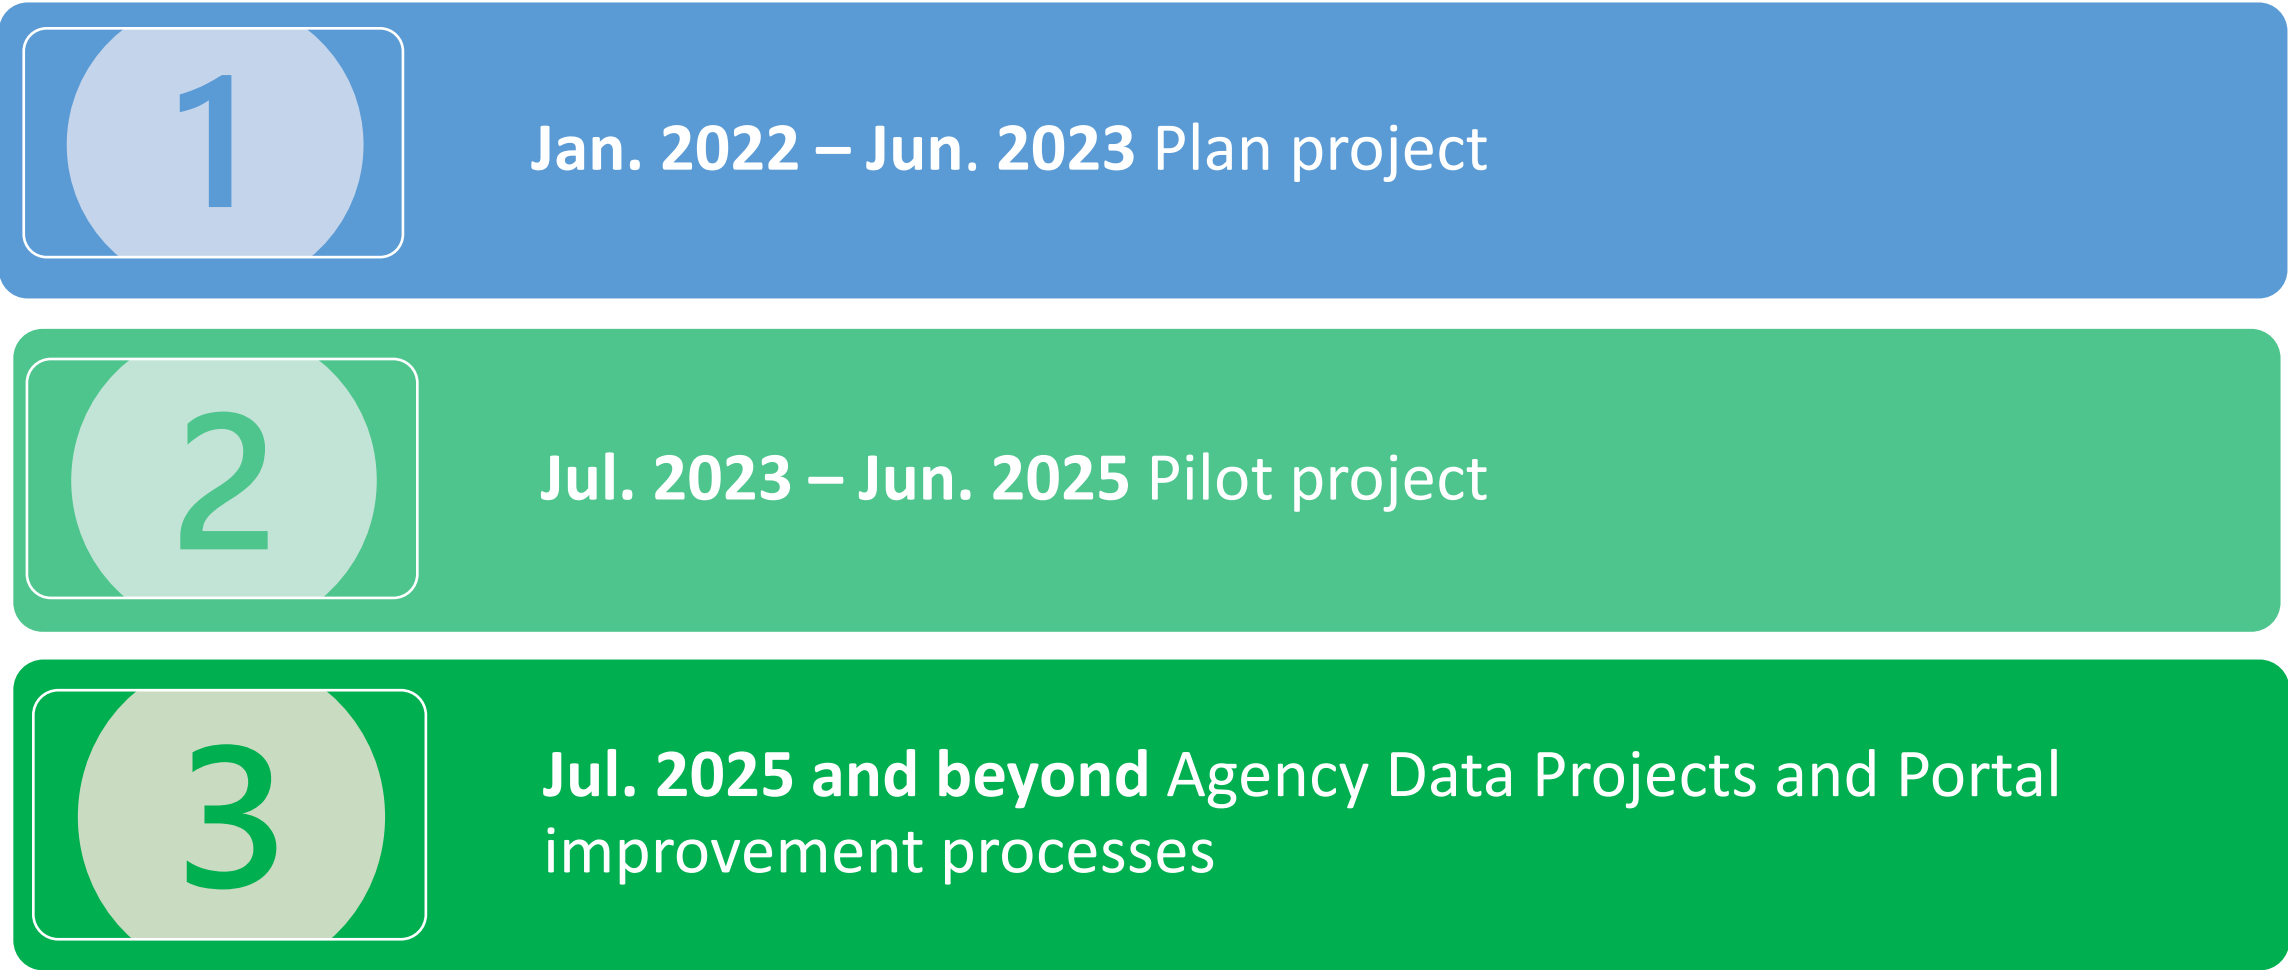 1
Jan. 2022 – Jun. 2023 Plan project
2
Jul. 2023 – Jun. 2025 Pilot project
3
Jul. 2025 and beyond Agency Data Projects and Portal
improvement processes